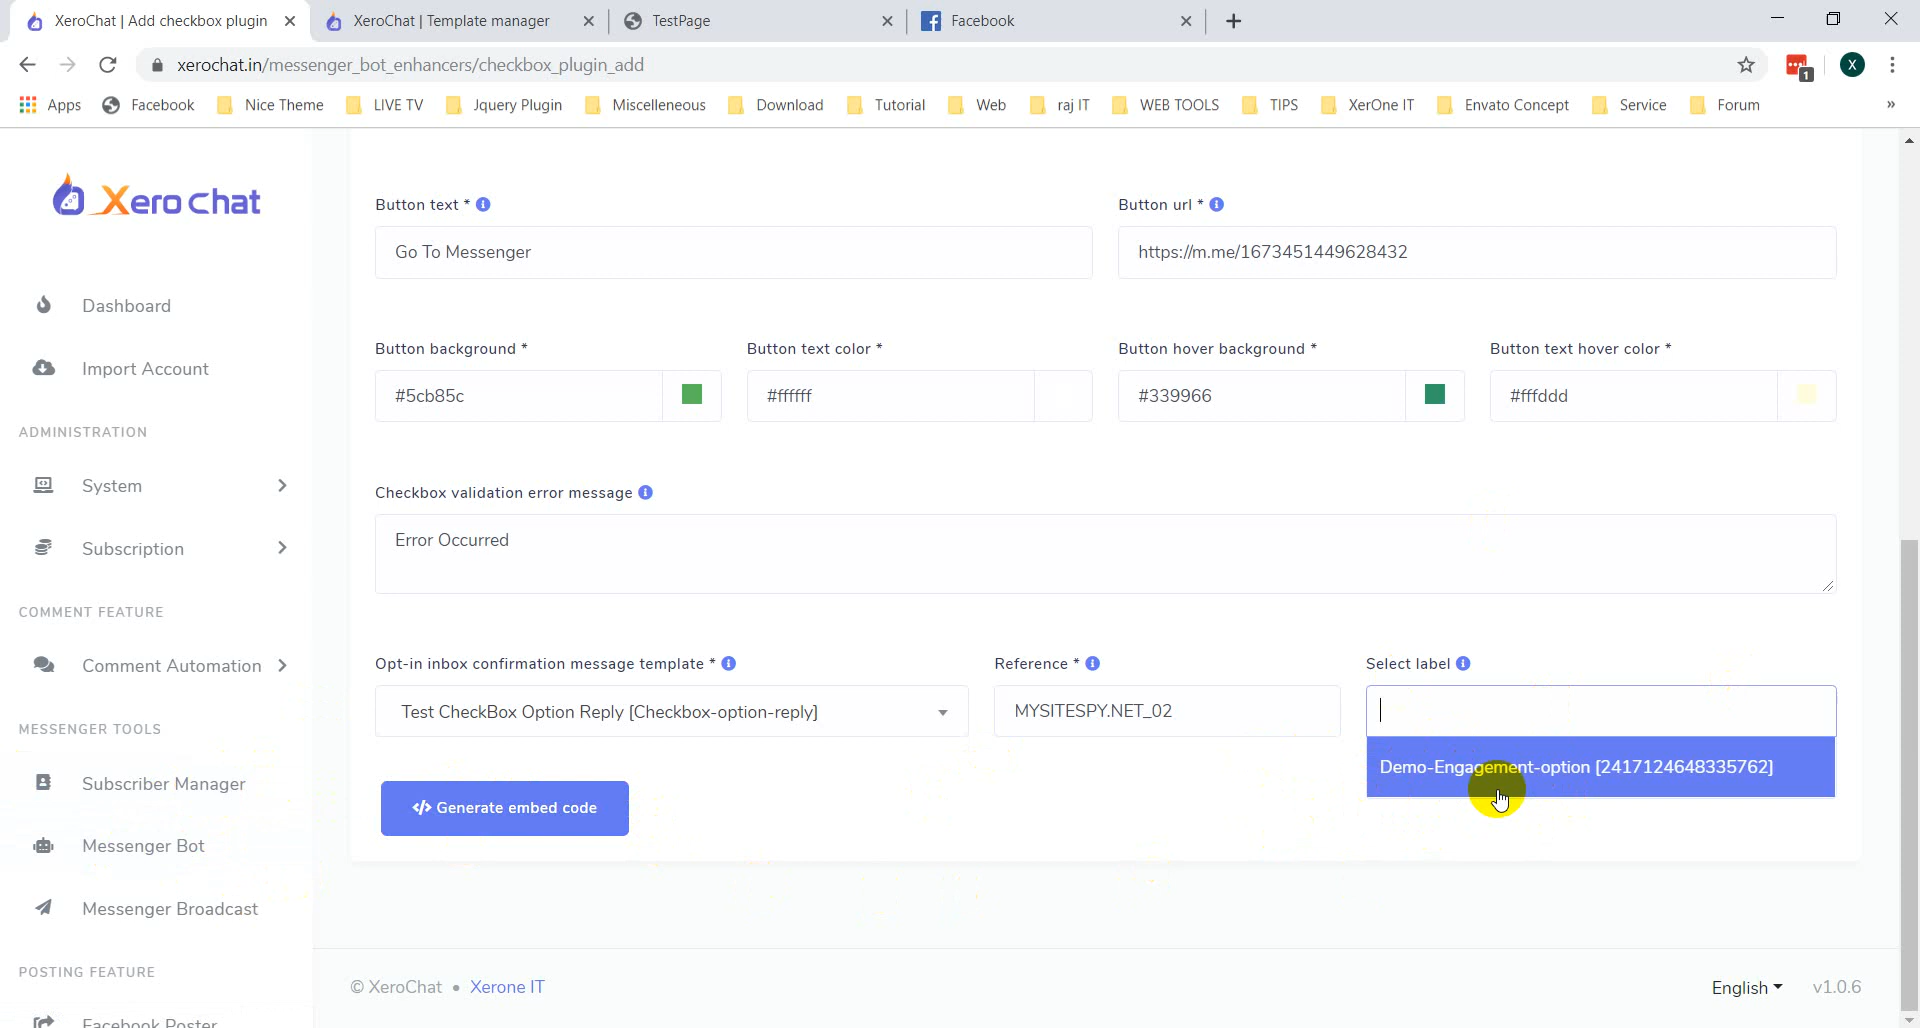 XeroChat | Add checkbox plugin
XeroChat | Template manager
TestPage
Facebook
xerochat.in/messenger_bot_enhancers/checkbox_plugin_add
1
X
Apps
Facebook
Nice Theme
LIVE TV
Jquery Plugin
Miscelleneous
Download
Tutorial
Web
raj IT
WEB TOOLS
TIPS
XerOne IT
Envato Concept
Service
Forum
»
Xero chat
Dashboard
Import Account
ADMINISTRATION
System
Subscription
COMMENT FEATURE
Comment Automation
MESSENGER TOOLS
Subscriber Manager
Messenger Bot
Messenger Broadcast
POSTING FEATURE
Facebook Poster
Button text *
Button url *
Go To Messenger
https://m.me/1673451449628432
Button background *
Button text color *
Button hover background *
Button text hover color *
#5cb85c
#ffffff
#339966
#fffddd
Checkbox validation error message
Error Occurred
Opt-in inbox confirmation message template *
Reference *
Select label
Test CheckBox Option Reply [Checkbox-option-reply]
MYSITESPY.NET_02
Demo-Engagement-option [2417124648335762]
</> Generate embed code
© XeroChat • Xerone IT
English
v1.0.6